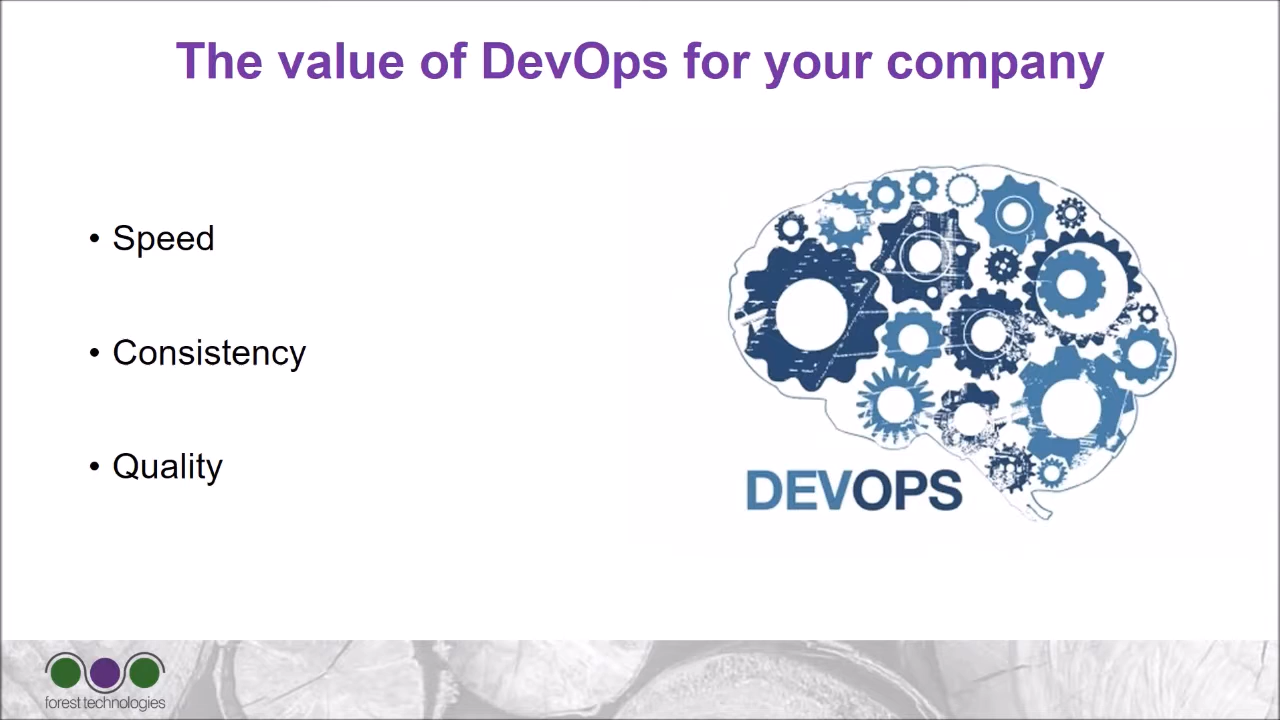 The value of DevOps for your company
• Speed
• Consistency
• Quality
DEVOPS
forest technologies